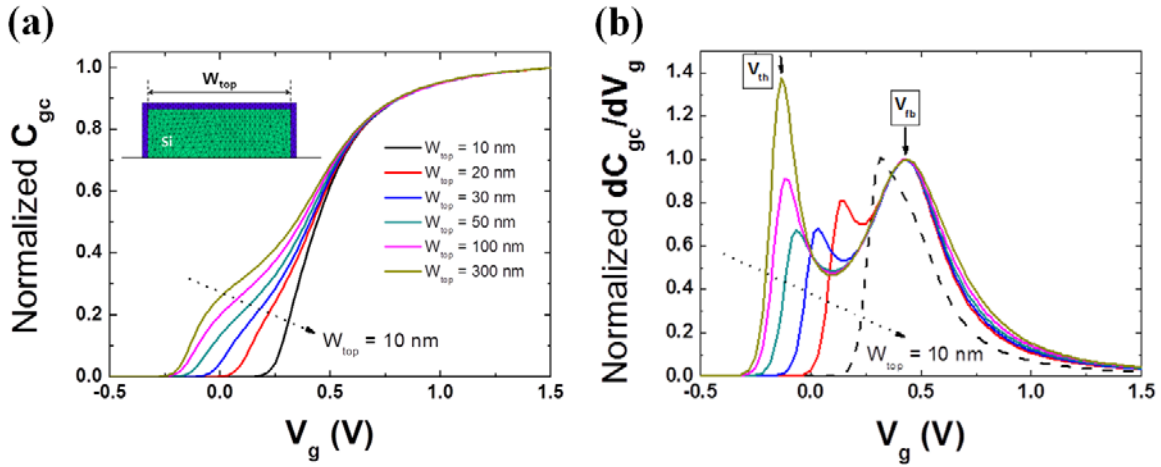 (a)
Normalized C_gc
1.0
0.8
0.6
0.4
0.2
0.0
W_top
Si
W_top = 10 nm
W_top = 20 nm
W_top = 30 nm
W_top = 50 nm
W_top = 100 nm
W_top = 300 nm
W_top = 10 nm
-0.5 0.0 0.5 1.0 1.5
V_g (V)
(b)
Normalized dC_gc/dV_g
1.4
1.2
1.0
0.8
0.6
0.4
0.2
0.0
V_th
V_fb
W_top = 10 nm
-0.5 0.0 0.5 1.0 1.5
V_g (V)